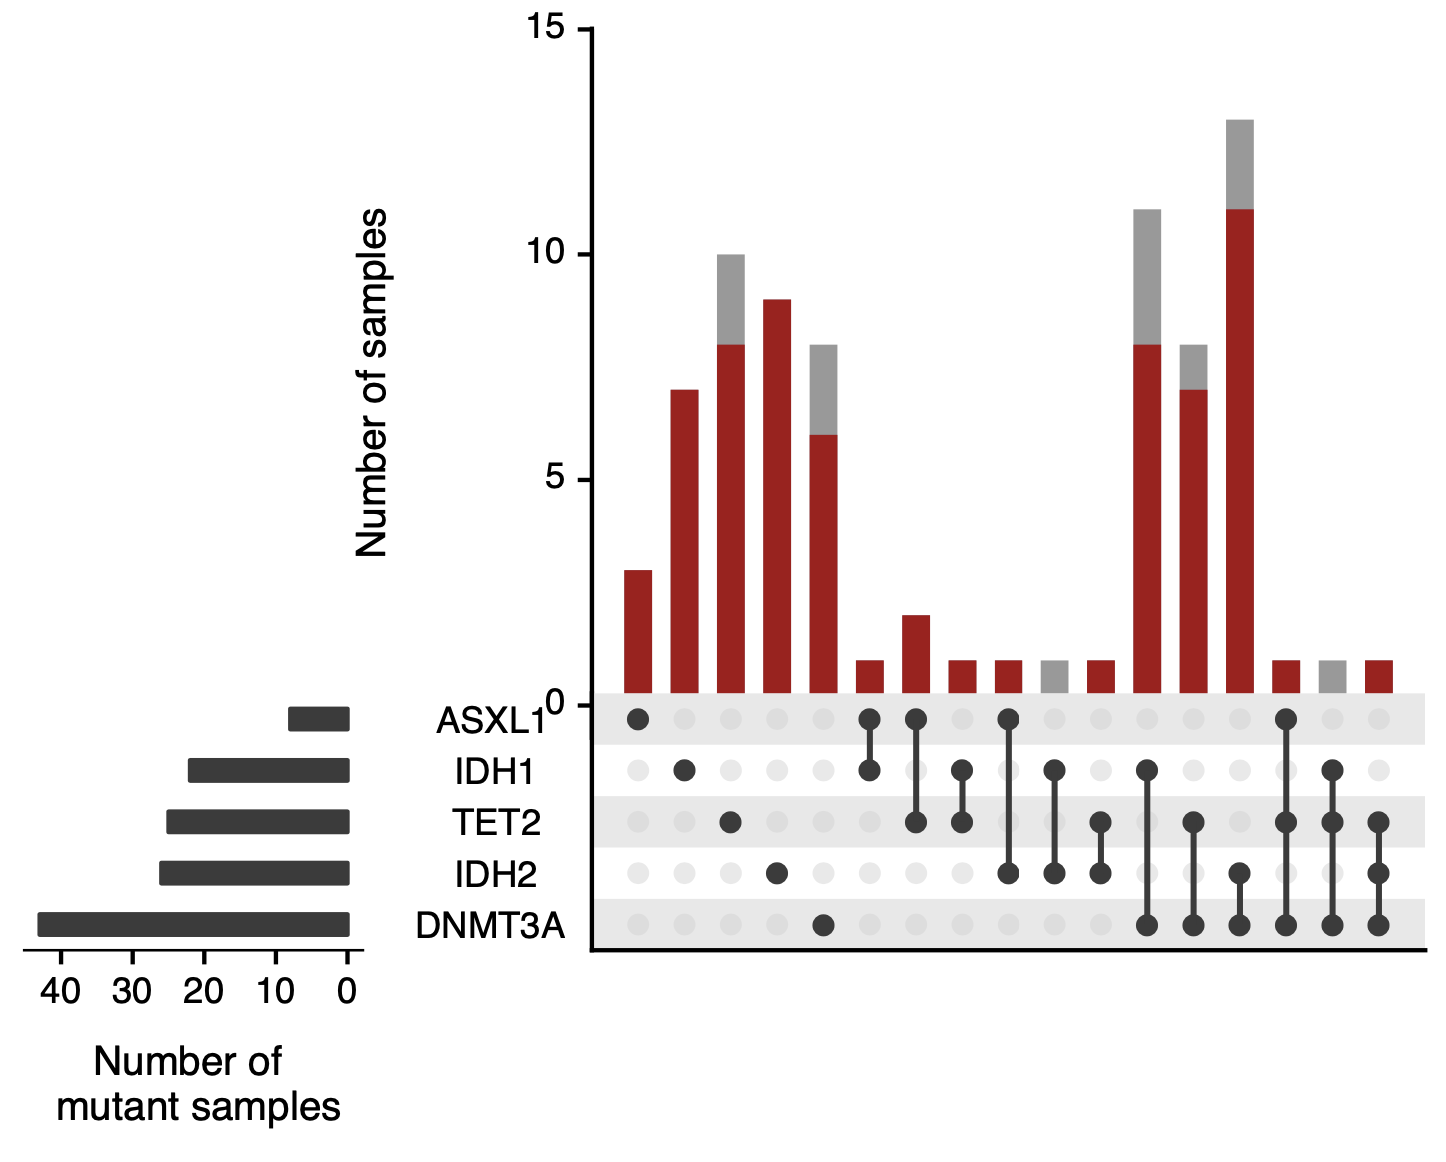 15
10
5
0
Number of samples
ASXL1
IDH1
TET2
IDH2
DNMT3A
40 30 20 10 0
Number of
mutant samples